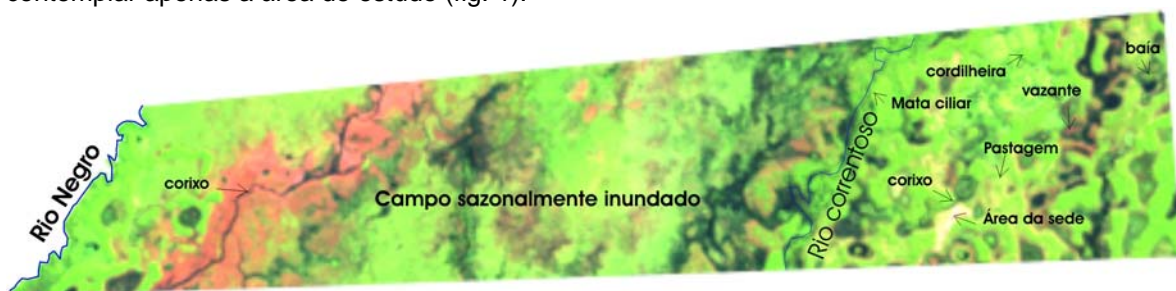 contemplar apenas a área de estudo (fig. 1).
baía
cordilheira
vazante
Mata ciliar
Rio Negro
Pastagem
corixo
corixo
Campo sazonalmente inundado
Rio correntoso
Área da sede